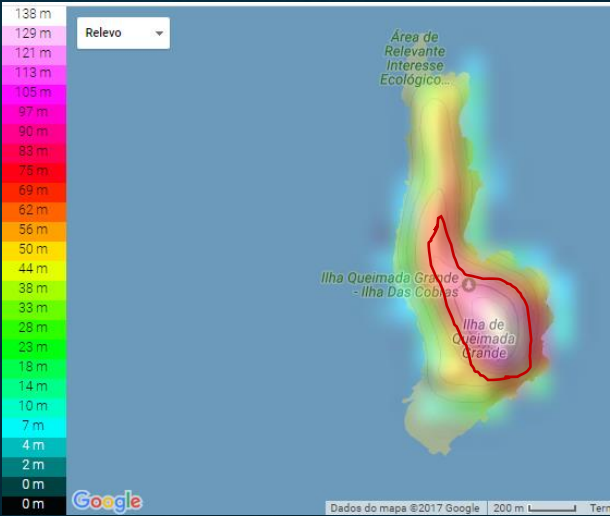 138 m
129 m
121 m
113 m
105 m
97 m
90 m
83 m
75 m
69 m
62 m
56 m
50 m
44 m
38 m
33 m
28 m
23 m
18 m
14 m
10 m
7 m
4 m
2 m
0 m
0 m
Relevo
Área de
Relevante
Interesse
Ecológico...
Ilha Queimada Grande
- Ilha Das Cobras
Ilha de
Queimada
Grande
Google
Dados do mapa ©2017 Google
200 m
Term